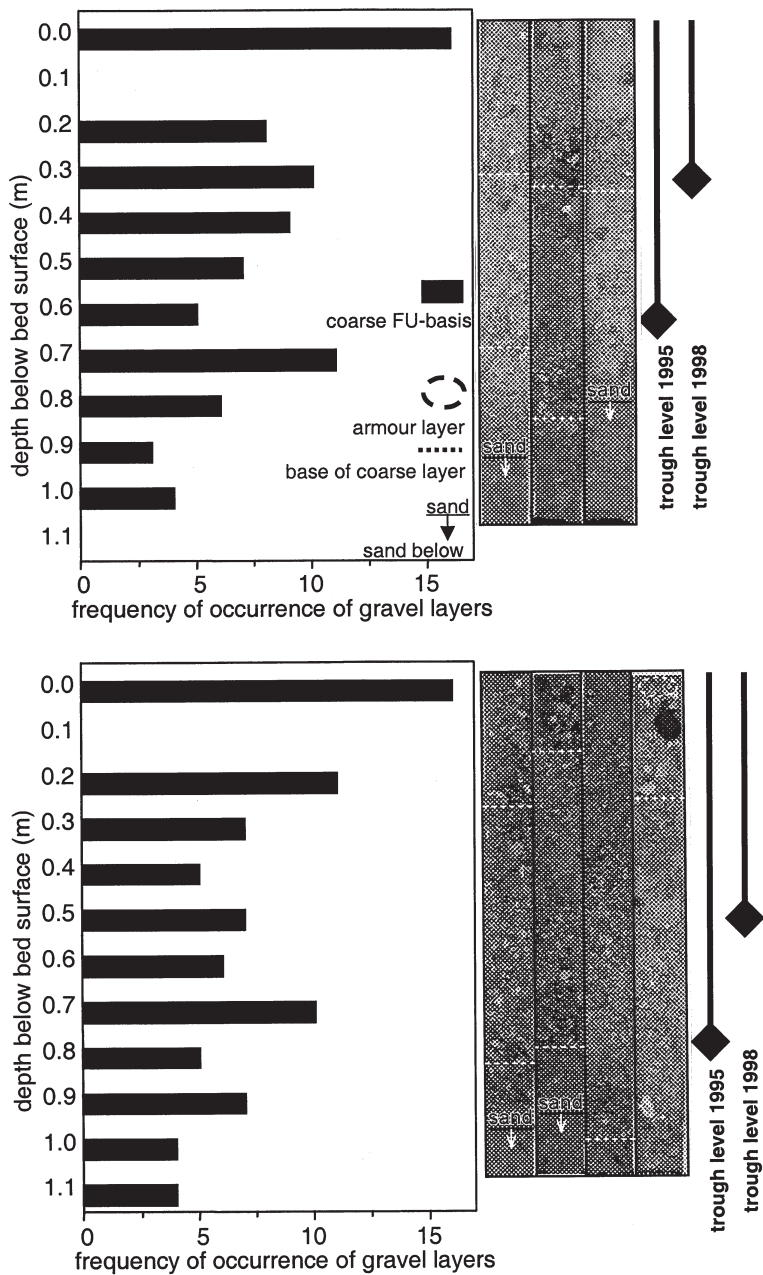 0.0
0.1
0.2
0.3
0.4
0.5
0.6
0.7
0.8
0.9
1.0
1.1
depth below bed surface (m)
coarse FU-basis
armour layer
base of coarse layer
sand
sand below
0 5 10 15
frequency of occurrence of gravel layers
sand
sand
trough level 1995
trough level 1998
0.0
0.1
0.2
0.3
0.4
0.5
0.6
0.7
0.8
0.9
1.0
1.1
depth below bed surface (m)
0 5 10 15
frequency of occurrence of gravel layers
sand
sand
trough level 1995
trough level 1998